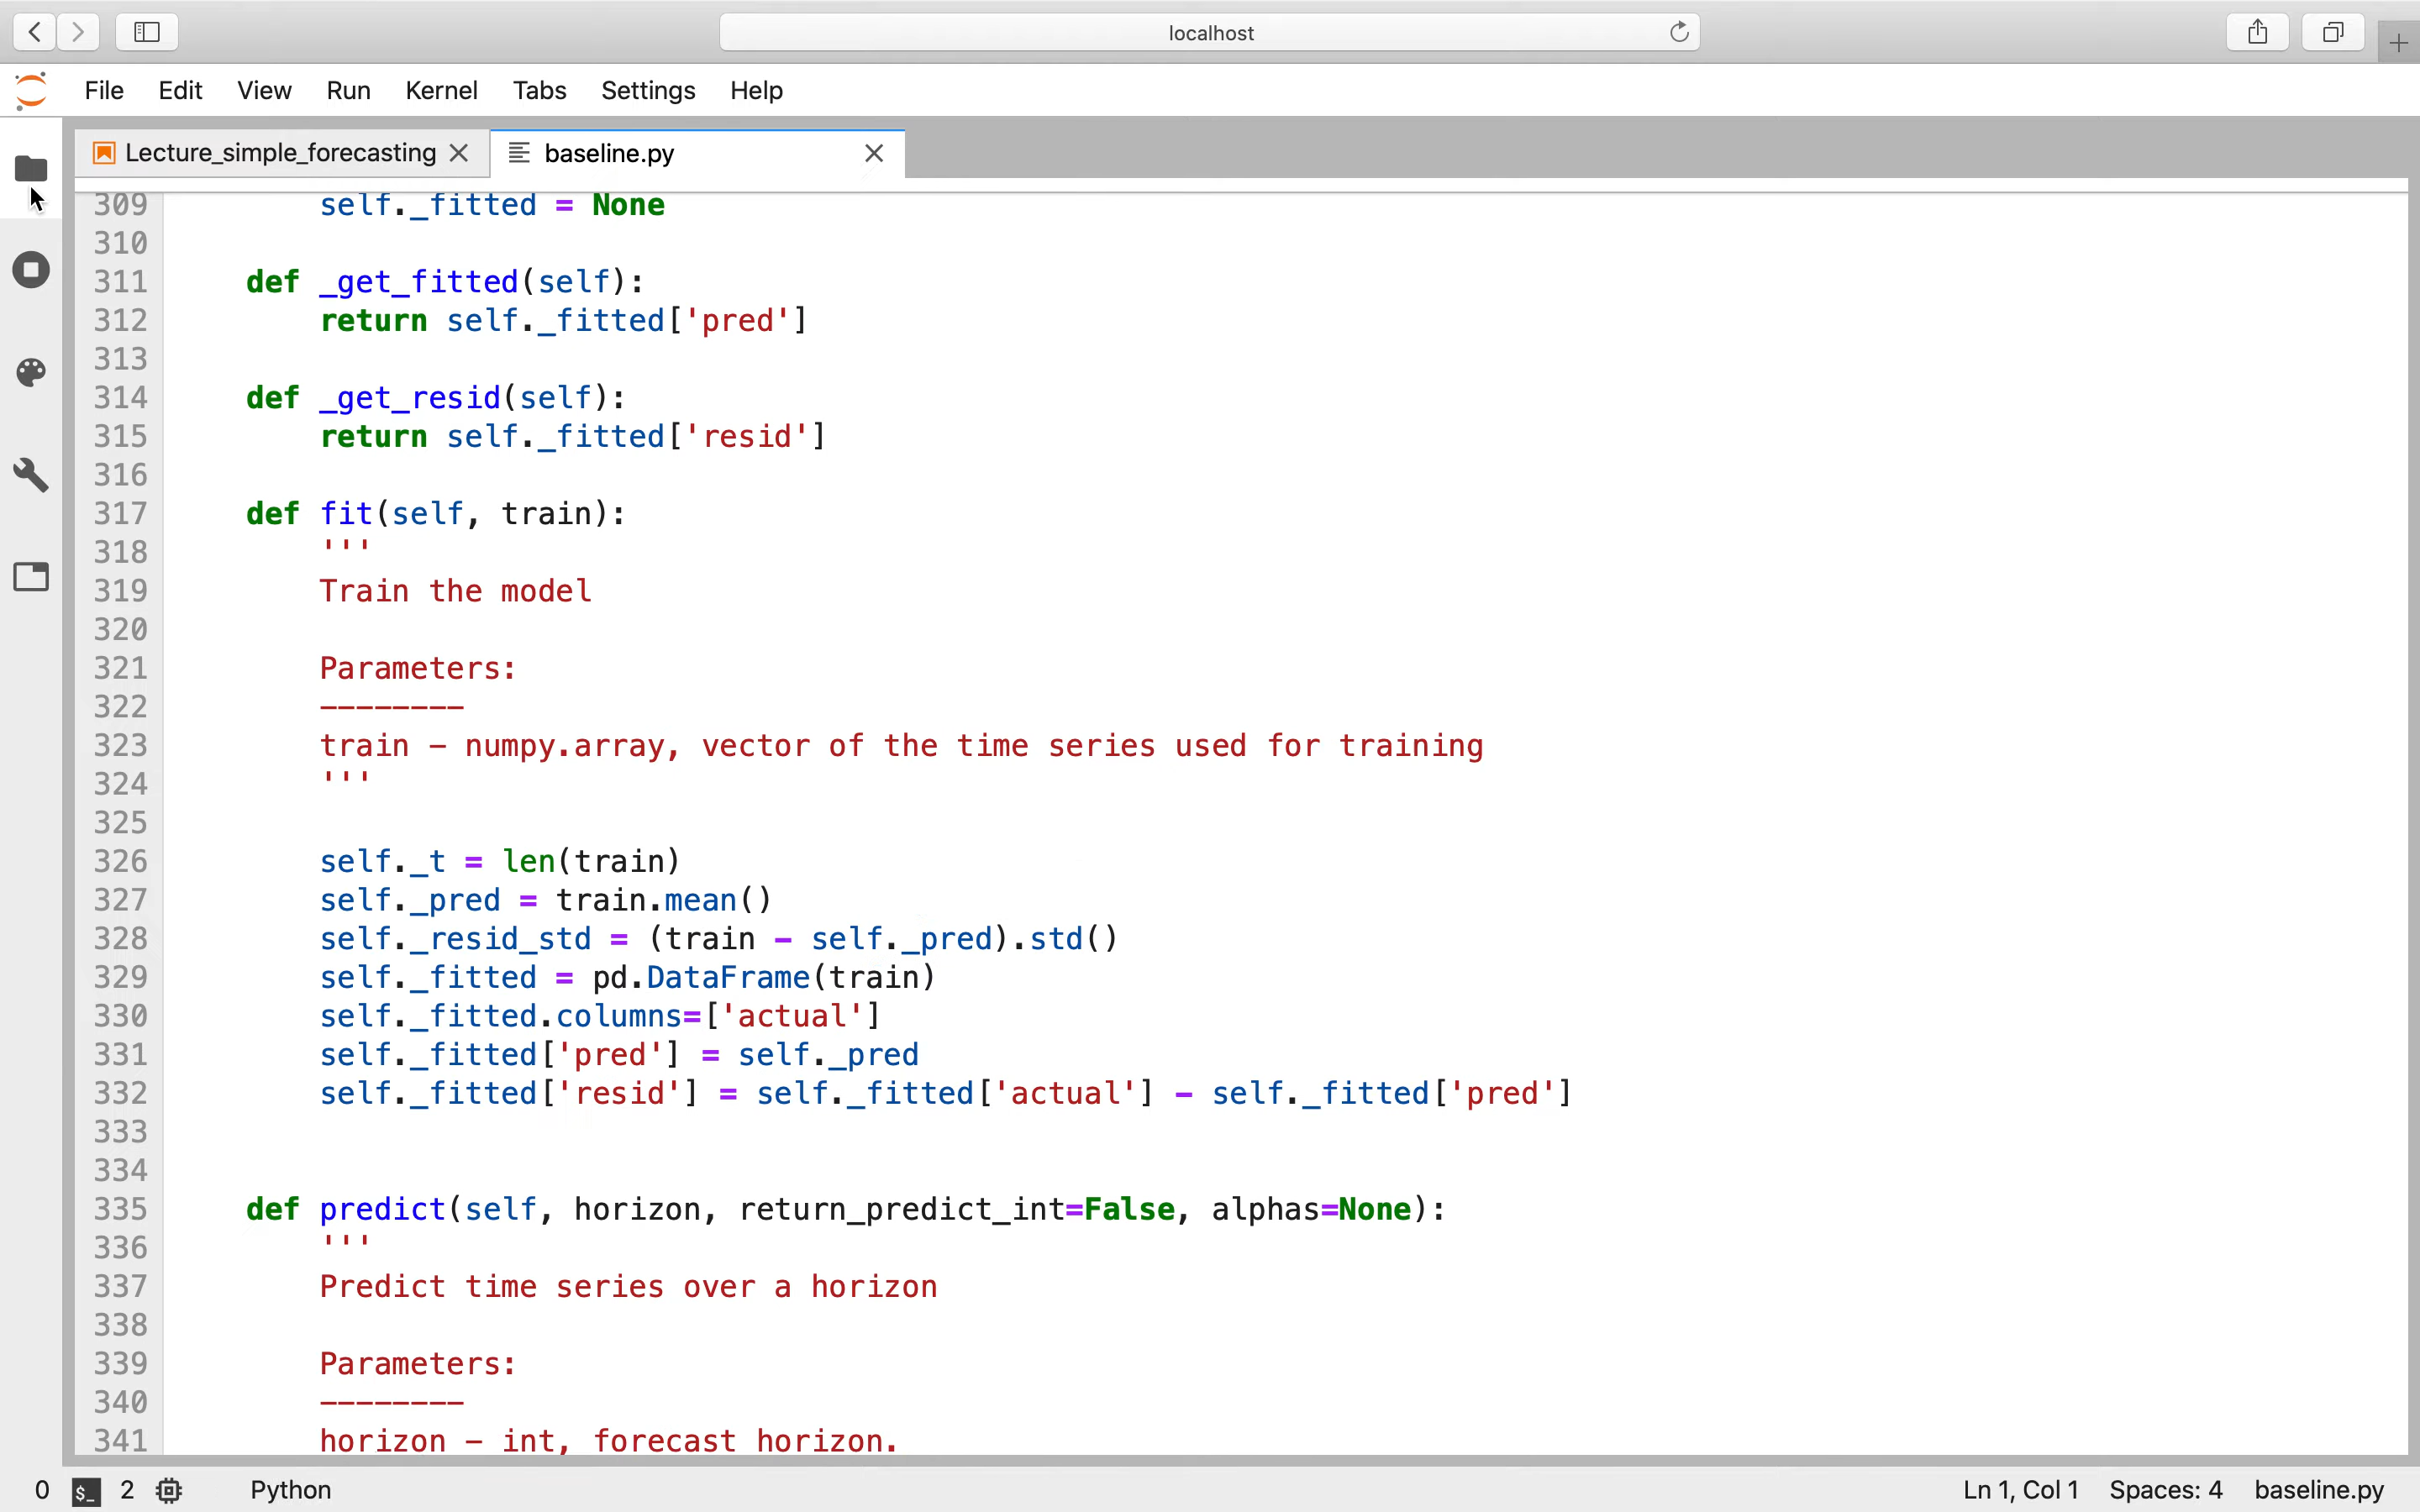 localhost
File Edit View Run Kernel Tabs Settings Help
Lecture_simple_forecasting baseline.py
309 self._fitted = None
310
311 def _get_fitted(self):
312 return self._fitted['pred']
313
314 def _get_resid(self):
315 return self._fitted['resid']
316
317 def fit(self, train):
318 '''
319 Train the model
320
321 Parameters:
322 --------
323 train - numpy.array, vector of the time series used for training
324 '''
325
326 self._t = len(train)
327 self._pred = train.mean()
328 self._resid_std = (train - self._pred).std()
329 self._fitted = pd.DataFrame(train)
330 self._fitted.columns=['actual']
331 self._fitted['pred'] = self._pred
332 self._fitted['resid'] = self._fitted['actual'] - self._fitted['pred']
333
334
335 def predict(self, horizon, return_predict_int=False, alphas=None):
336 '''
337 Predict time series over a horizon
338
339 Parameters:
340 --------
341 horizon - int, forecast horizon.
0 $_ 2 Python Ln 1, Col 1 Spaces: 4 baseline.py